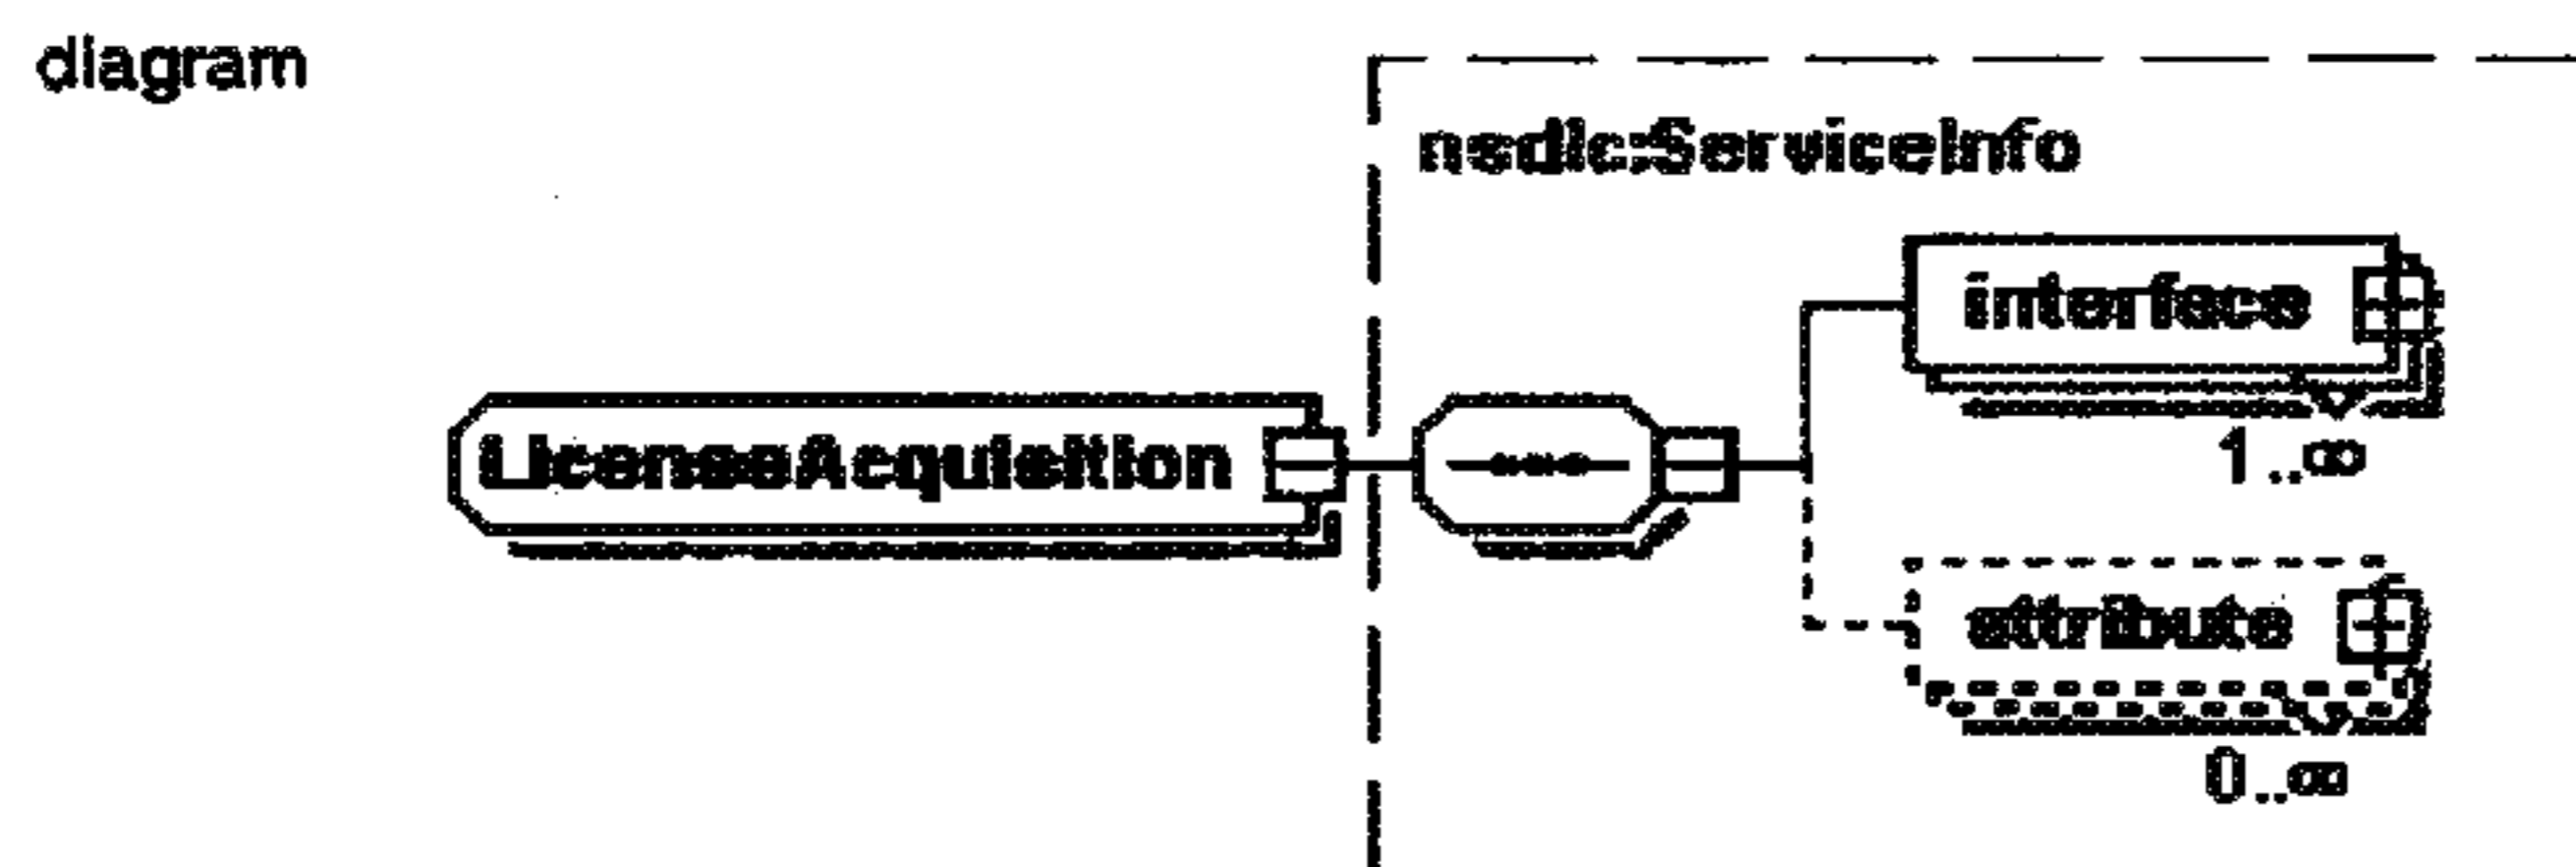 diagram
nsdlc:ServiceInfo
interface
LicenseAcquisition
1..∞
attribute
0..∞